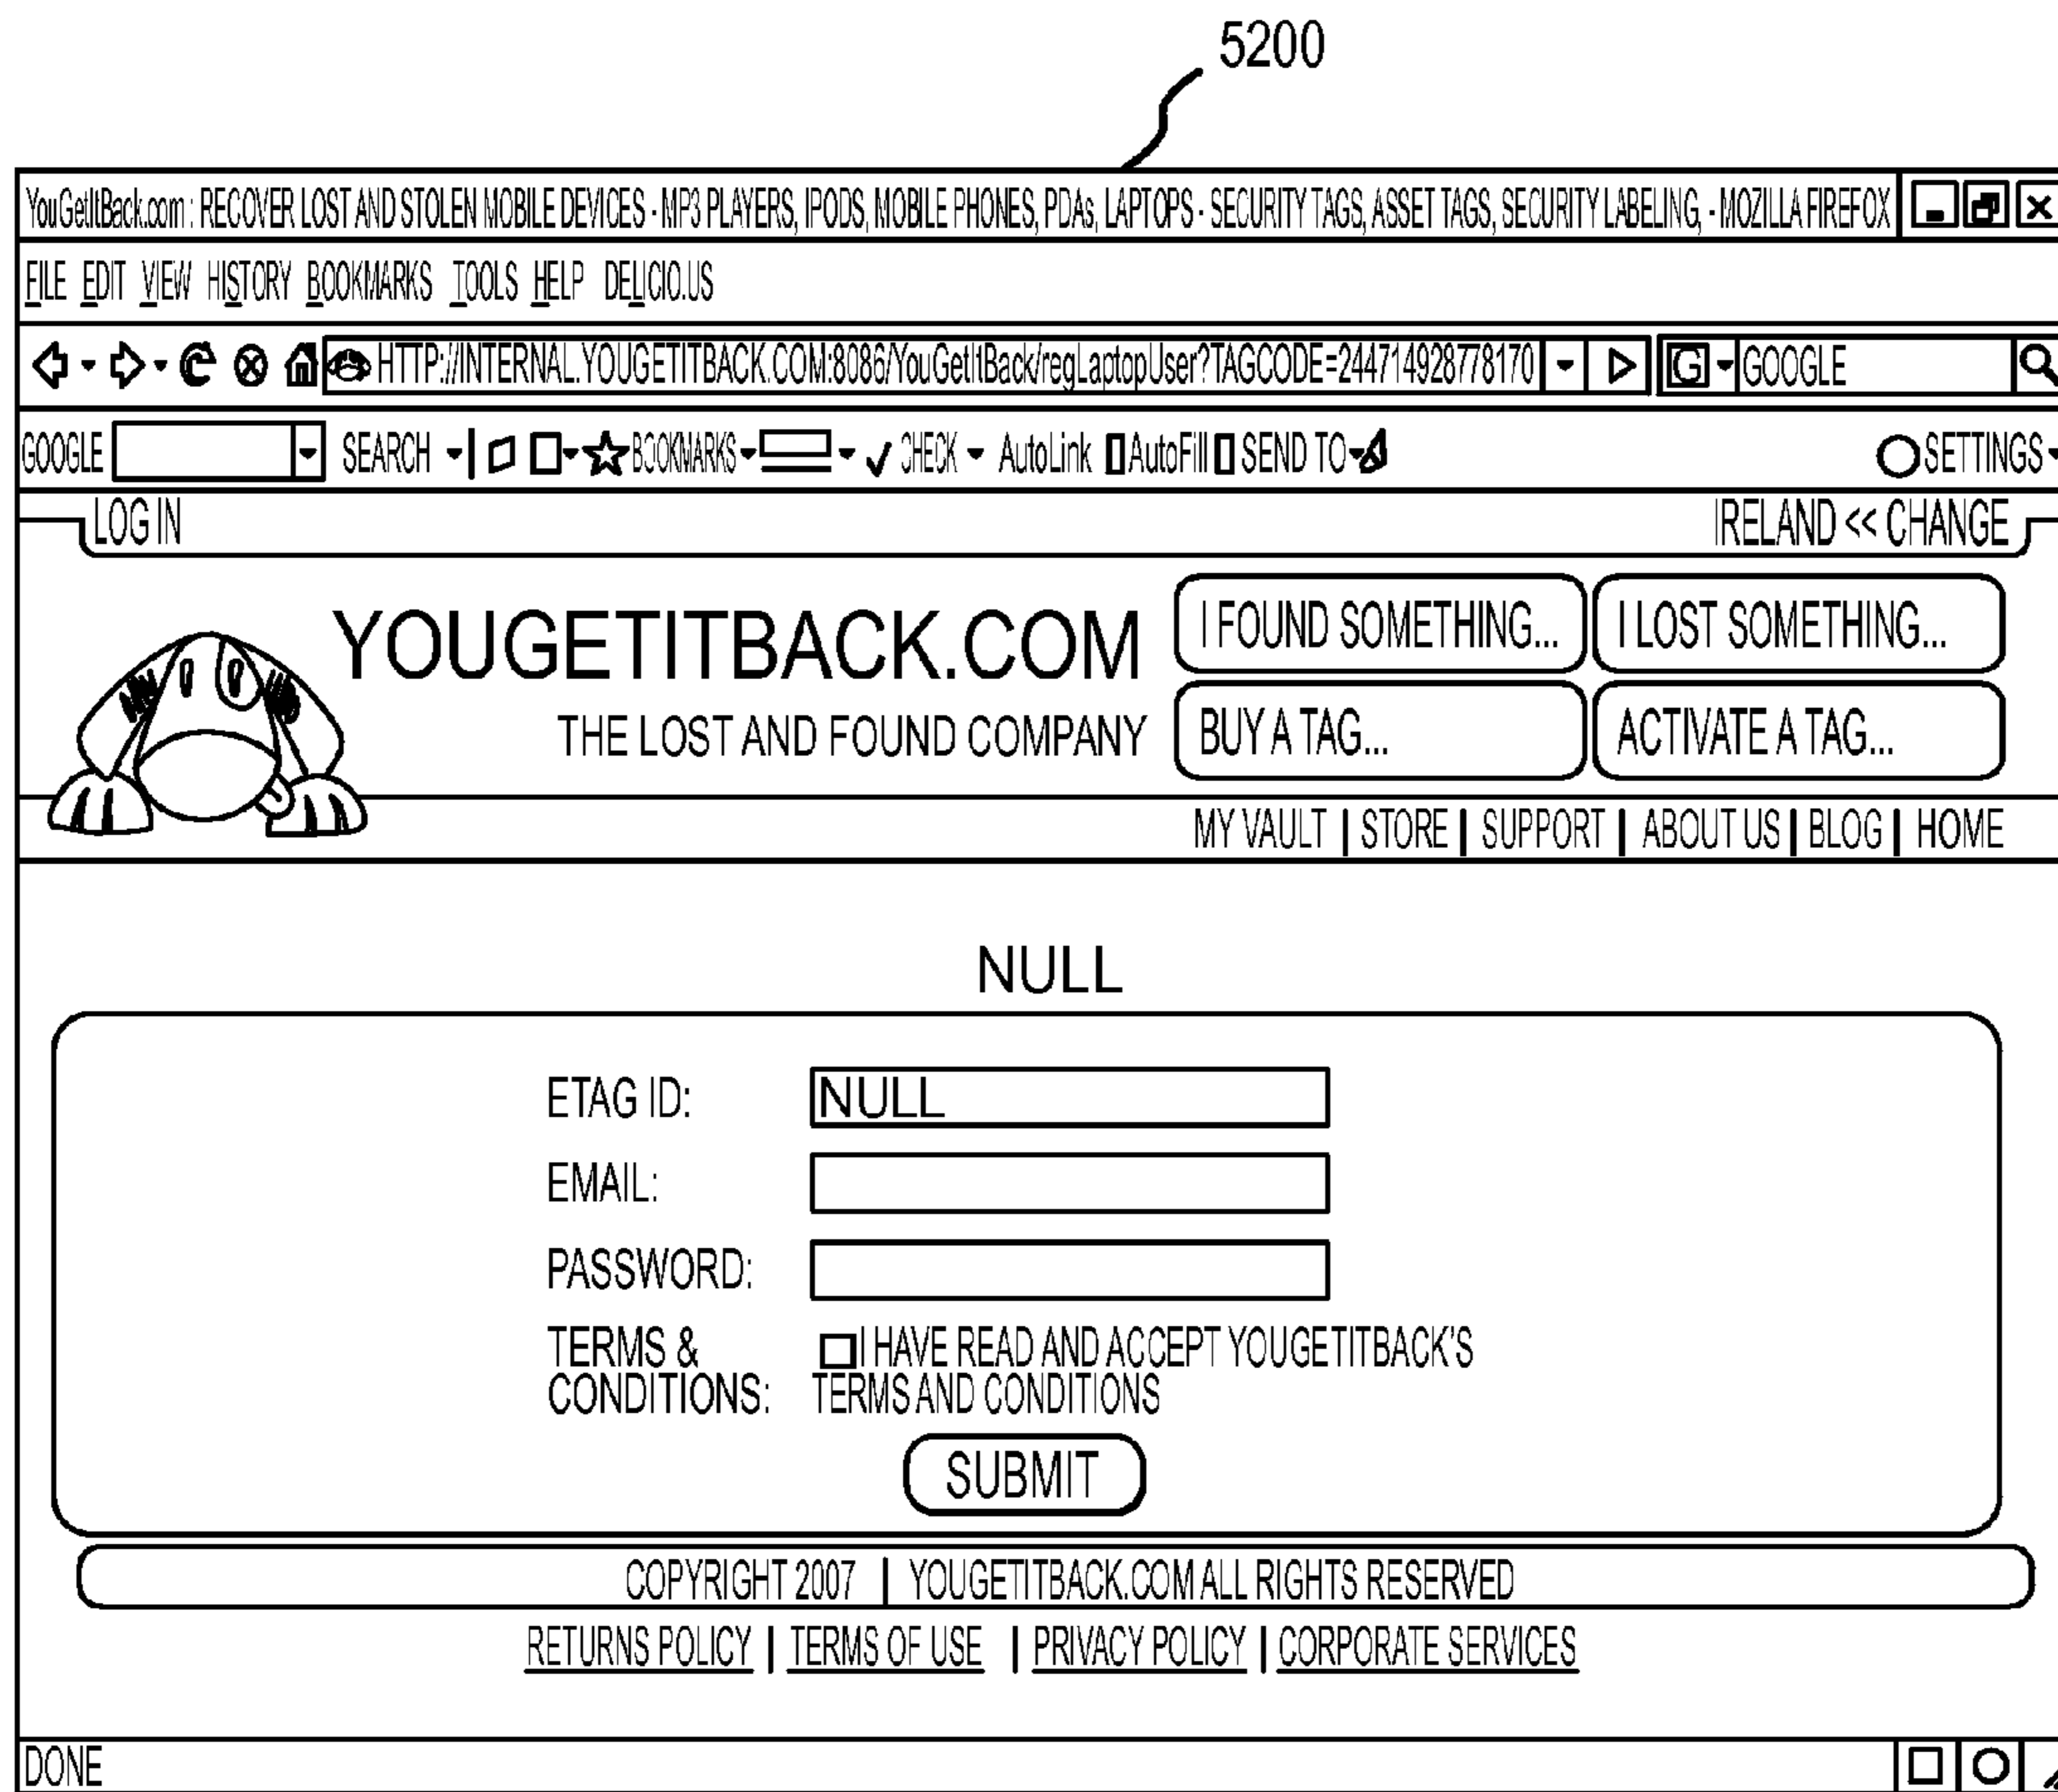 5200
YouGetItBack.com : RECOVER LOST AND STOLEN MOBILE DEVICES - MP3 PLAYERS, IPODS, MOBILE PHONES, PDAs, LAPTOPS - SECURITY TAGS, ASSET TAGS, SECURITY LABELING, - MOZILLA FIREFOX
FILE EDIT VIEW HISTORY BOOKMARKS TOOLS HELP DELICIO.US
HTTP://INTERNAL.YOUGETITBACK.COM:8086/YouGetItBack/regLaptopUser?TAGCODE=244714928778170 G GOOGLE
GOOGLE SEARCH BOOKMARKS CHECK AutoLink AutoFill SEND TO SETTINGS
LOG IN IRELAND << CHANGE
YOUGETITBACK.COM
THE LOST AND FOUND COMPANY
I FOUND SOMETHING... I LOST SOMETHING...
BUY A TAG... ACTIVATE A TAG...
MY VAULT | STORE | SUPPORT | ABOUT US | BLOG | HOME
NULL
ETAG ID: NULL
EMAIL:
PASSWORD:
TERMS & CONDITIONS: I HAVE READ AND ACCEPT YOUGETITBACK'S
TERMS AND CONDITIONS
SUBMIT
COPYRIGHT 2007 | YOUGETITBACK.COM ALL RIGHTS RESERVED
RETURNS POLICY | TERMS OF USE | PRIVACY POLICY | CORPORATE SERVICES
DONE